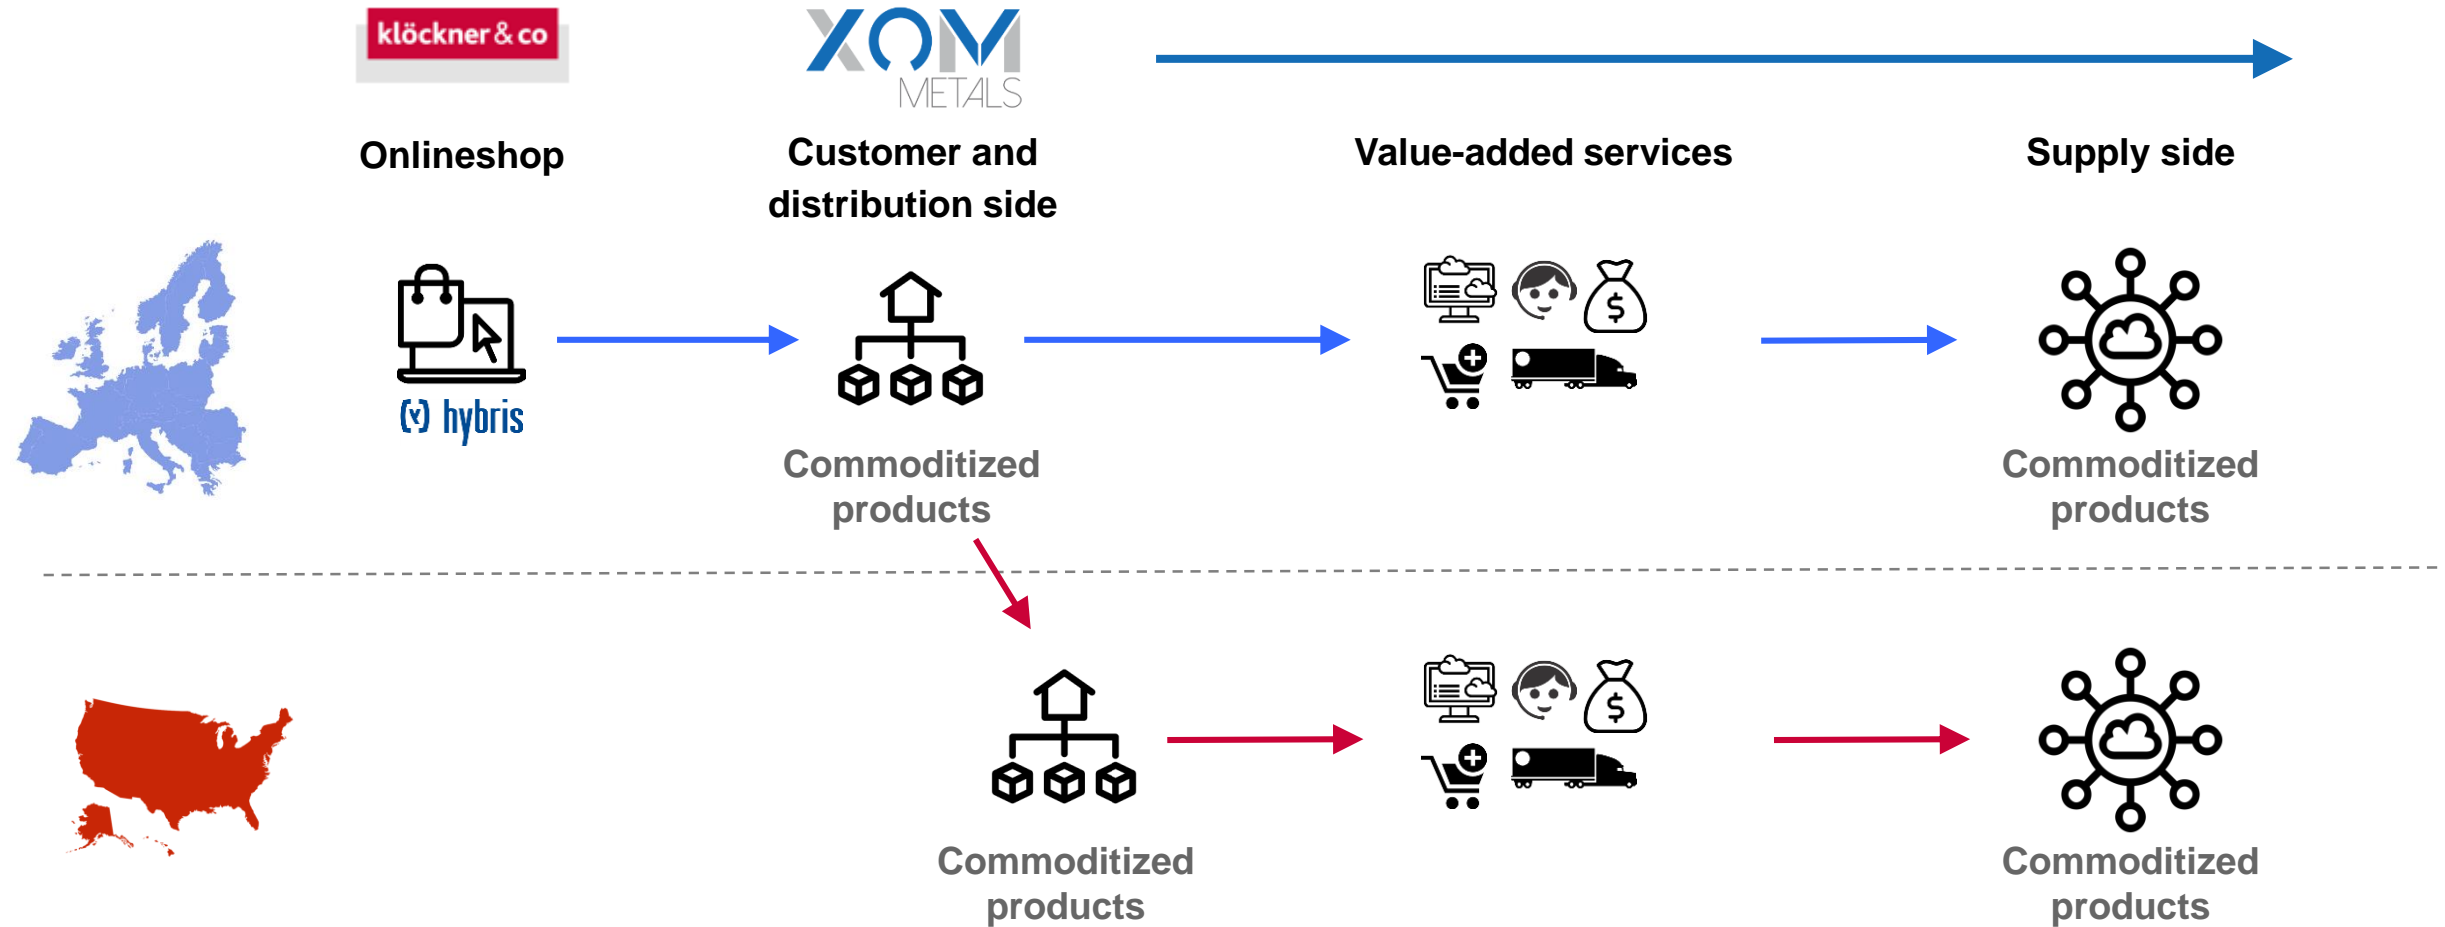 klöckner & co
XOM
METALS
Onlineshop
Customer and
distribution side
Value-added services
Supply side
$
(y) hybris
Commoditized
products
Commoditized
products
$
Commoditized
products
Commoditized
products